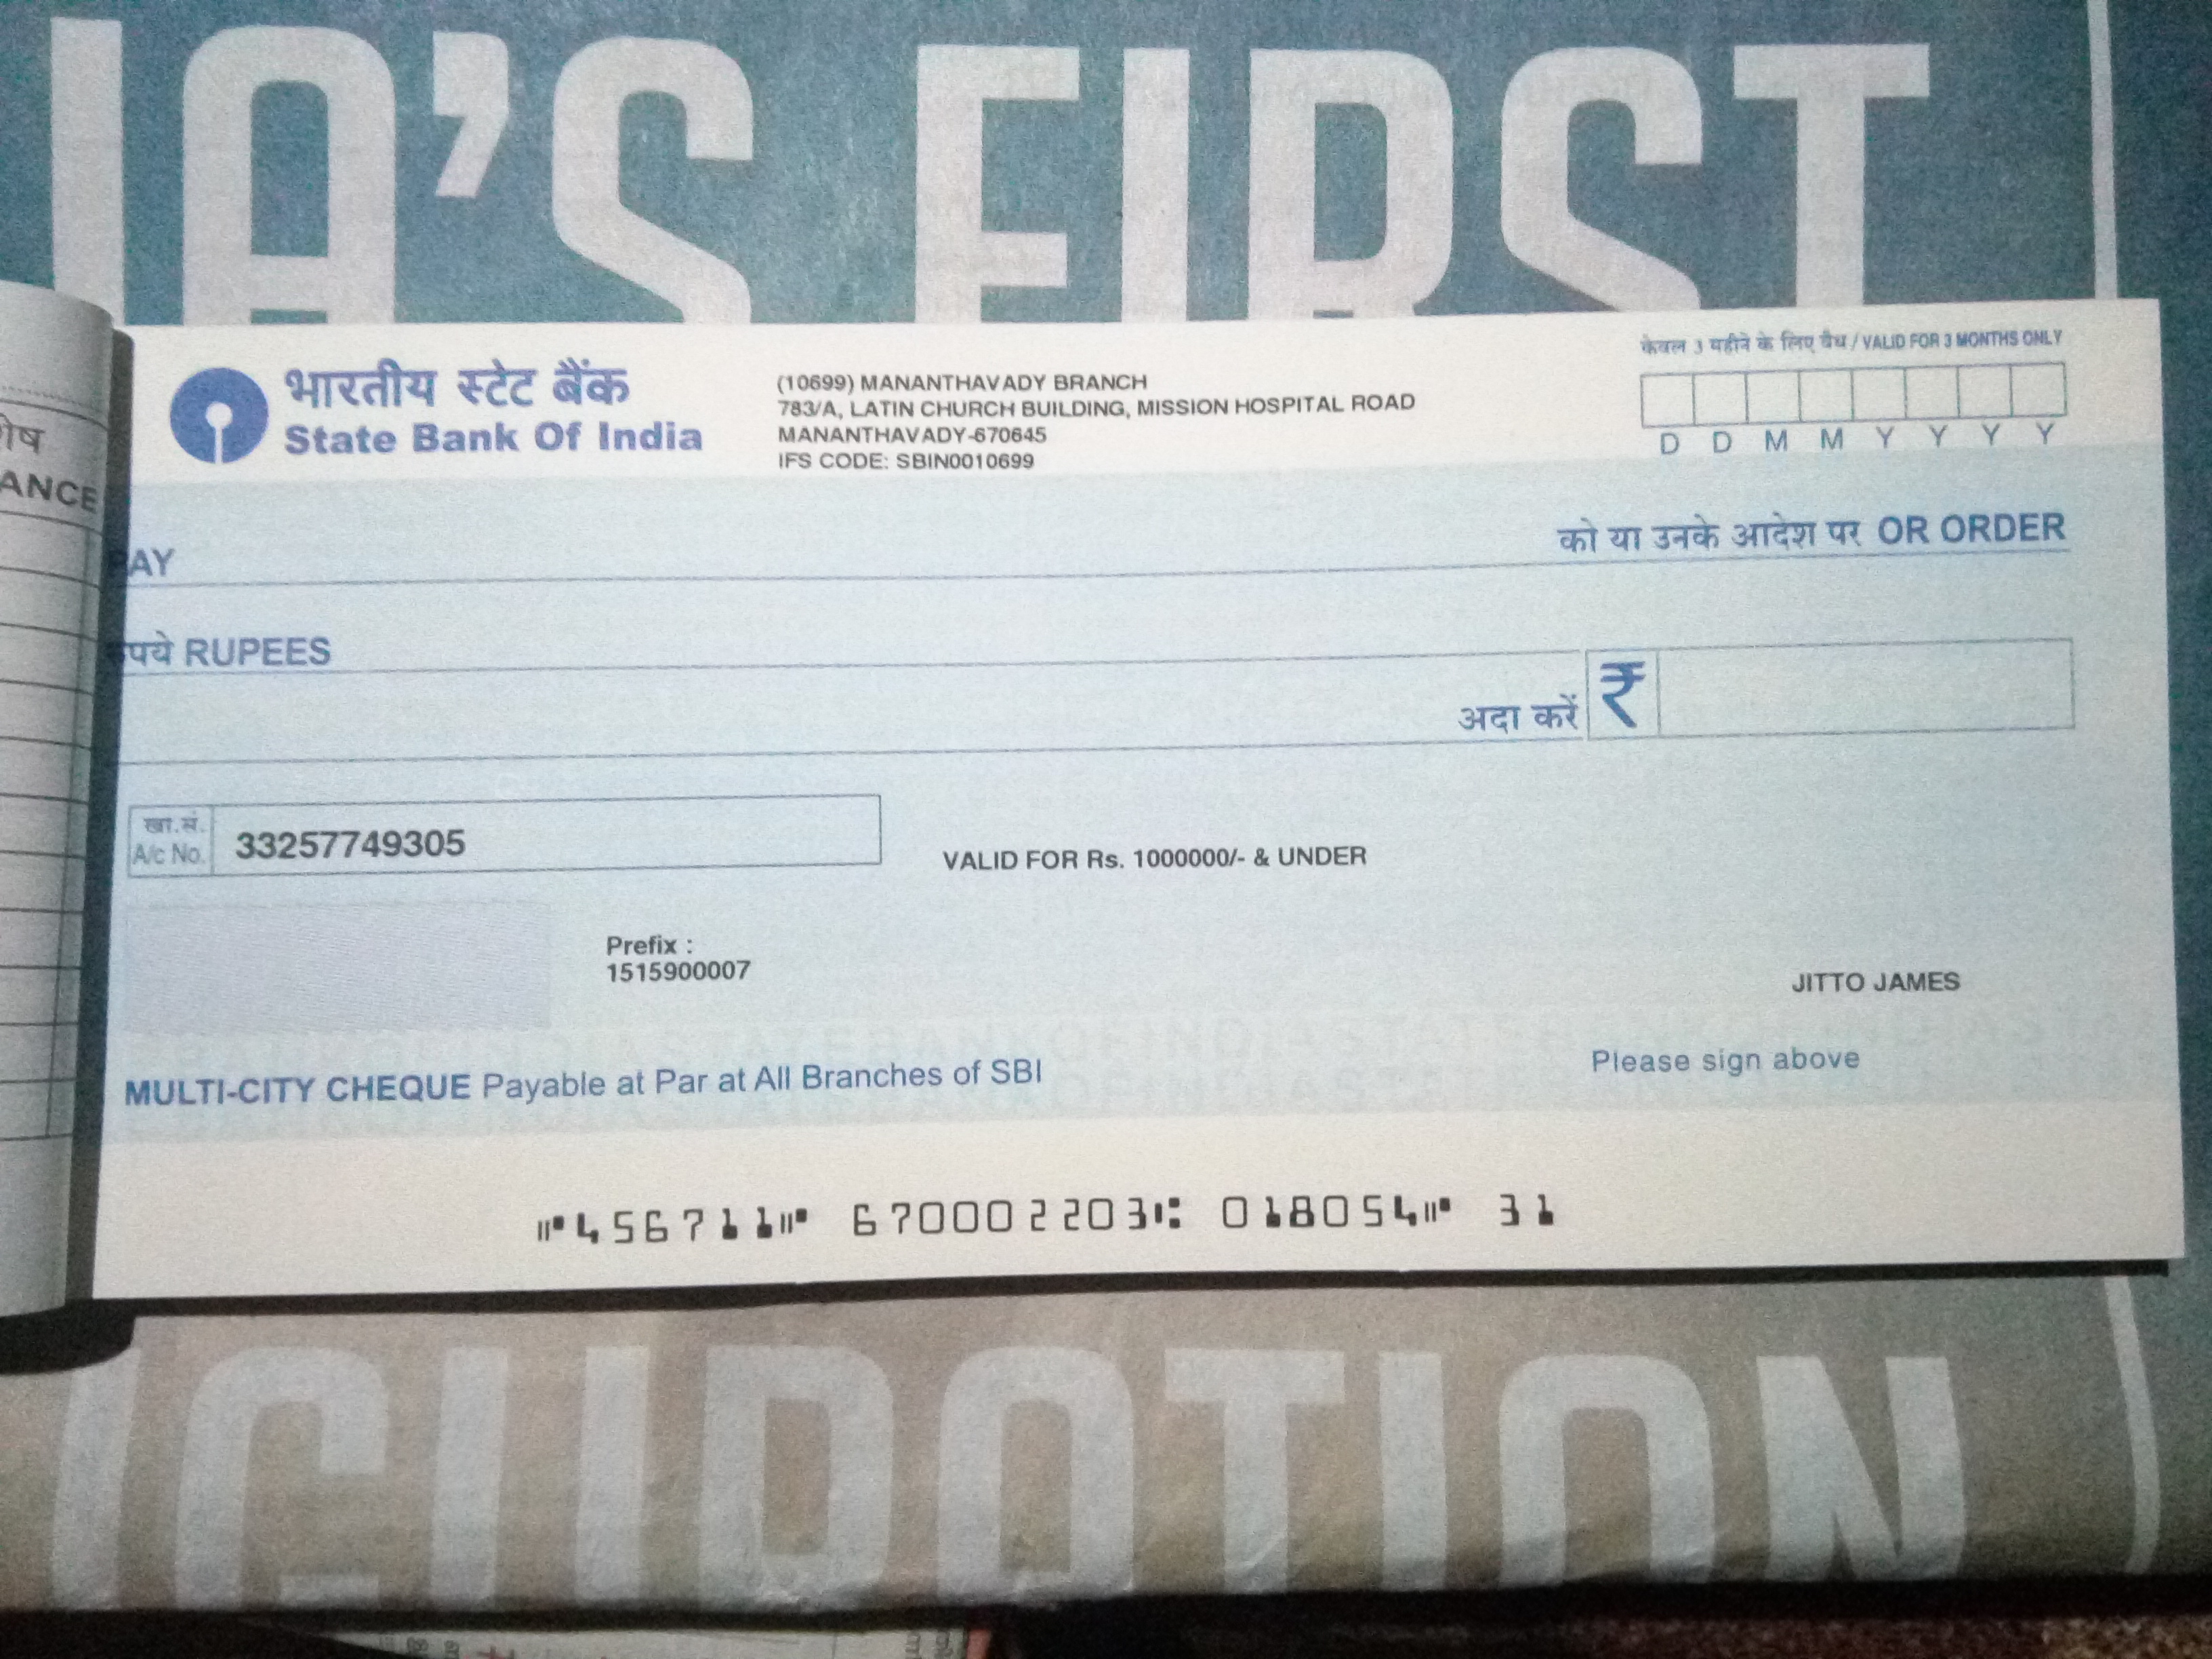 IA'S FIRST
केवल 3 महीने के लिए वैध / VALID FOR 3 MONTHS ONLY
भारतीय स्टेट बैंक
State Bank Of India
(10699) MANANTHAVADY BRANCH
783/A, LATIN CHURCH BUILDING, MISSION HOSPITAL ROAD
MANANTHAVADY-670645
IFS CODE: SBIN0010699
D D M M Y Y Y Y
शेष
ANCE
PAY
को या उनके आदेश पर OR ORDER
रुपये RUPEES
अदा करें ₹
खा.सं.
A/c No. 33257749305
VALID FOR Rs. 1000000/- & UNDER
Prefix :
1515900007
JITTO JAMES
Please sign above
MULTI-CITY CHEQUE Payable at Par at All Branches of SBI
⑈456711⑈ 670002203⑆ 018054⑈ 31